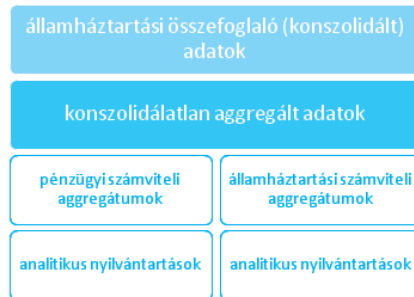 államháztartási összefoglaló (konszolidált)
adatok
konszolidálatlan aggregált adatok
pénzügyi számviteli
aggregátumok
államháztartási számviteli
aggregátumok
analitikus nyilvántartások
analitikus nyilvántartások